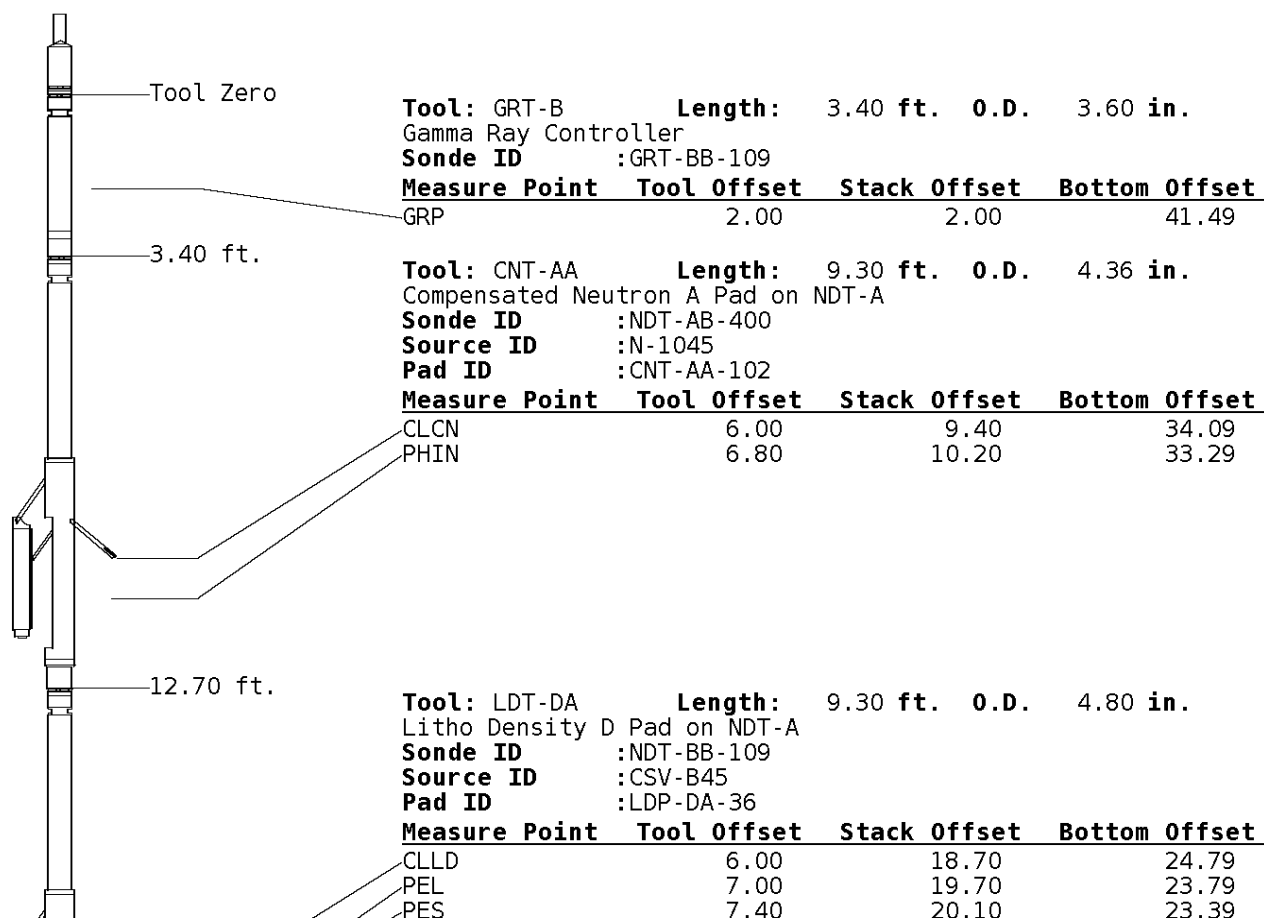 Tool Zero
Tool: GRT-B Length: 3.40 ft. O.D. 3.60 in.
Gamma Ray Controller
Sonde ID :GRT-BB-109
Measure Point Tool Offset Stack Offset Bottom Offset
GRP 2.00 2.00 41.49
3.40 ft.
Tool: CNT-AA Length: 9.30 ft. O.D. 4.36 in.
Compensated Neutron A Pad on NDT-A
Sonde ID :NDT-AB-400
Source ID :N-1045
Pad ID :CNT-AA-102
Measure Point Tool Offset Stack Offset Bottom Offset
CLCN 6.00 9.40 34.09
PHIN 6.80 10.20 33.29
12.70 ft.
Tool: LDT-DA Length: 9.30 ft. O.D. 4.80 in.
Litho Density D Pad on NDT-A
Sonde ID :NDT-BB-109
Source ID :CSV-B45
Pad ID :LDP-DA-36
Measure Point Tool Offset Stack Offset Bottom Offset
CLLD 6.00 18.70 24.79
PEL 7.00 19.70 23.79
PES 7.40 20.10 23.39